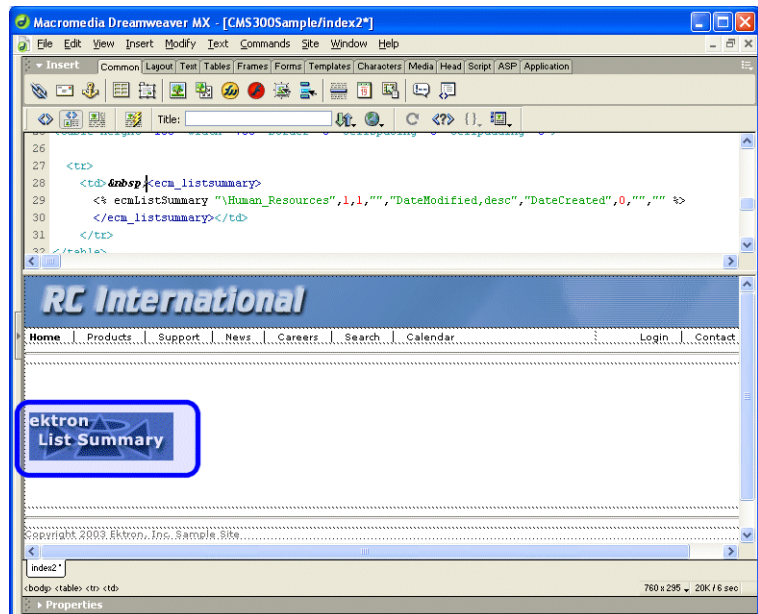 Macromedia Dreamweaver MX - [CMS300Sample/index2*]
File Edit View Insert Modify Text Commands Site Window Help
Insert Common Layout Text Tables Frames Forms Templates Characters Media Head Script ASP Application
Title:
26
27 <tr>
28 <td>&nbsp;<ecm_listsummary>
29 <% ecmListSummary "\Human_Resources",1,1,"","DateModified,desc","DateCreated",0,"","" %>
30 </ecm_listsummary></td>
31 </tr>
32 </table>
RC International
Home | Products | Support | News | Careers | Search | Calendar Login | Contact
ektron
List Summary
Copyright 2003 Ektron, Inc. Sample Site
index2*
<body> <table> <tr> <td> 760 x 295 20K / 6 sec
Properties